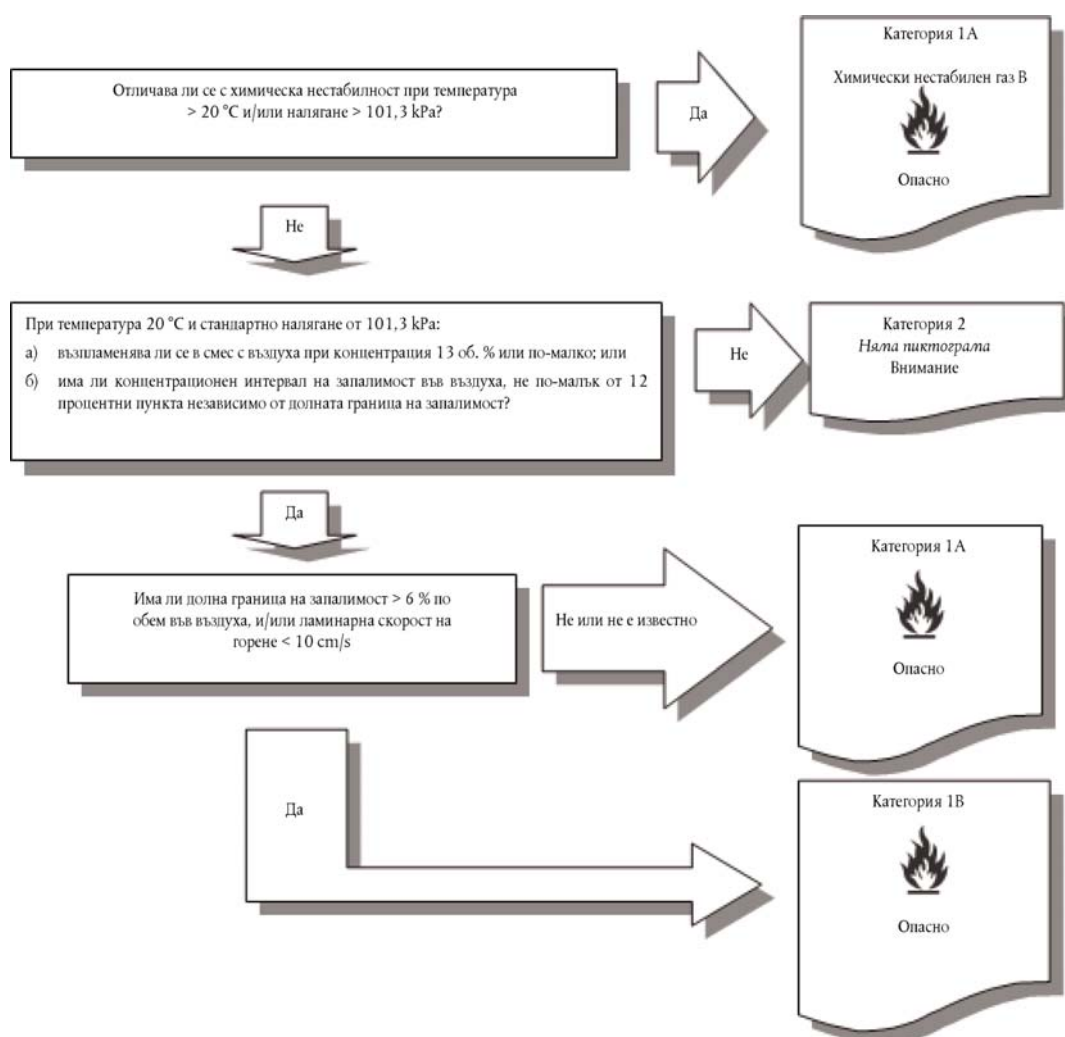 Категория 1A
Химически нестабилен газ B
Опасно
Отличава ли се с химическа нестабилност при температура
> 20 °C и/или налягане > 101,3 kPa?
Да
Не
При температура 20 °C и стандартно налягане от 101,3 kPa:
а) възпламенява ли се в смес с въздуха при концентрация 13 об. % или по-малко; или
б) има ли концентрационен интервал на запалимост във въздуха, не по-малък от 12
процентни пункта независимо от долната граница на запалимост?
Не
Категория 2
Няма пиктограма
Внимание
Да
Има ли долна граница на запалимост > 6 % по
обем във въздуха, и/или ламинарна скорост на
горене < 10 cm/s
Не или не е известно
Категория 1A
Опасно
Да
Категория 1B
Опасно